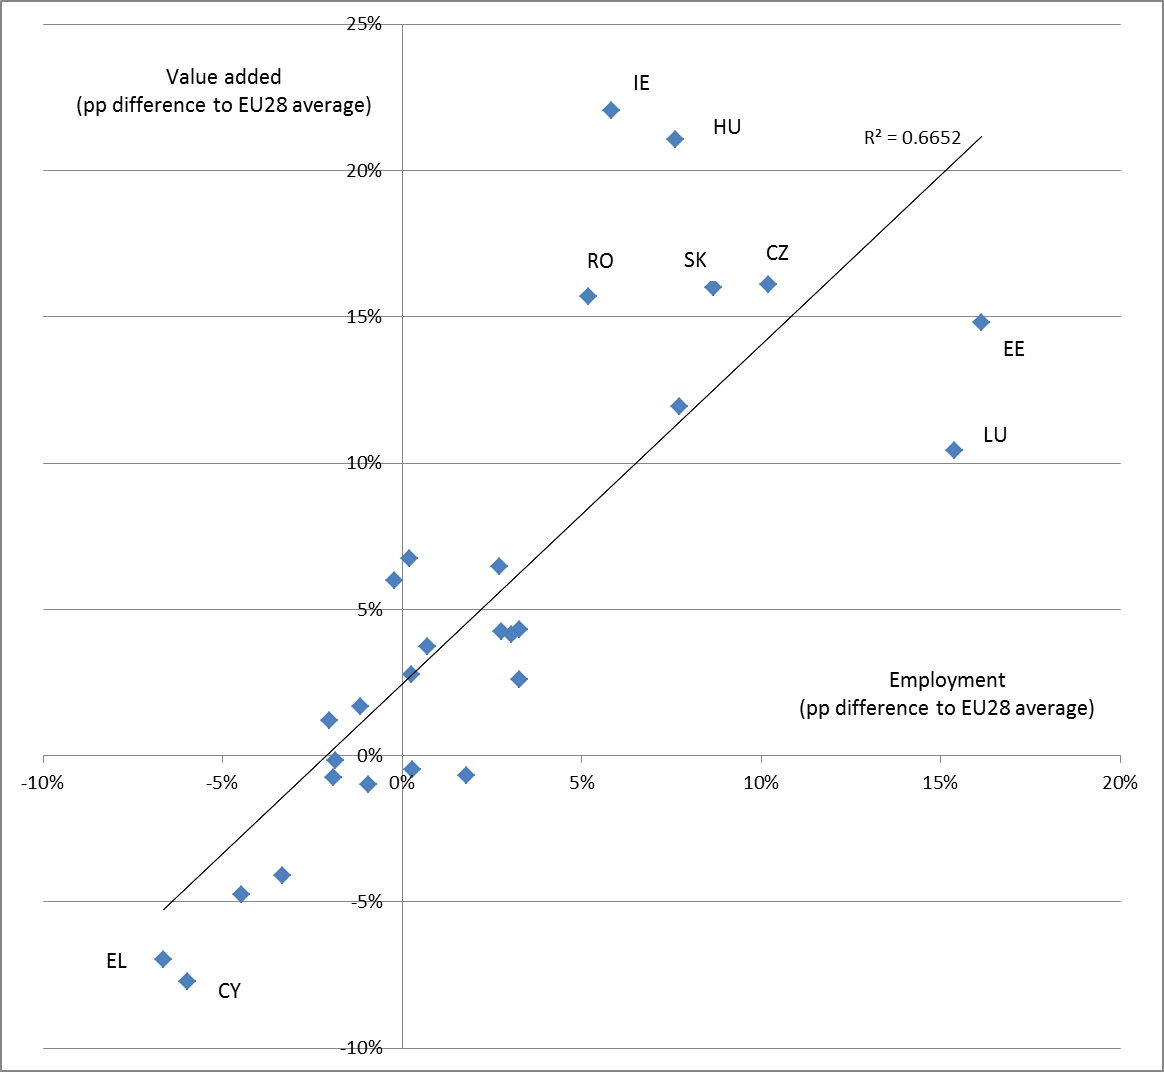 25%
Value added
(pp difference to EU28 average)
IE
HU
R² = 0.6652
20%
RO
SK
CZ
15%
EE
LU
10%
5%
Employment
(pp difference to EU28 average)
0%
-10%
-5%
0%
5%
10%
15%
20%
-5%
EL
CY
-10%